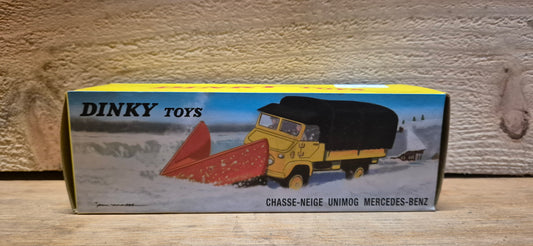 DINKY TOYS
CHASSE-NEIGE UNIMOG MERCEDES-BENZ